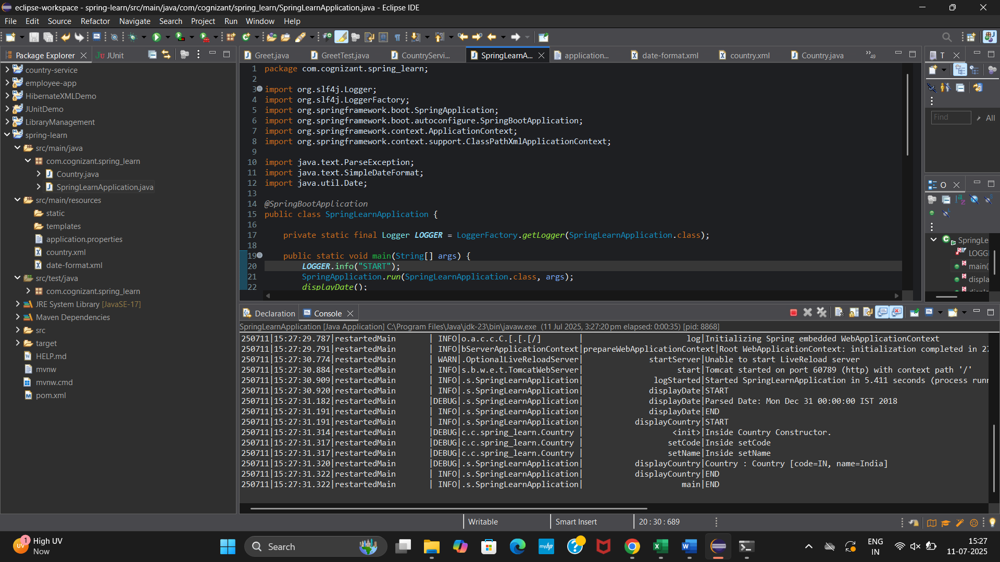 eclipse-workspace - spring-learn/src/main/java/com/cognizant/spring_learn/SpringLearnApplication.java - Eclipse IDE
File Edit Source Refactor Navigate Search Project Run Window Help
Package Explorer
JUnit
country-service
employee-app
HibernateXMLDemo
JUnitDemo
LibraryManagement
spring-learn
src/main/java
com.cognizant.spring_learn
Country.java
SpringLearnApplication.java
src/main/resources
static
templates
application.properties
country.xml
date-format.xml
src/test/java
com.cognizant.spring_learn
JRE System Library [JavaSE-17]
Maven Dependencies
src
target
HELP.md
mvnw
mvnw.cmd
pom.xml
Greet.java GreetTest.java CountryServi... SpringLearnA... application... date-format.xml country.xml Country.java »49
1 package com.cognizant.spring_learn;
2
3 import org.slf4j.Logger;
4 import org.slf4j.LoggerFactory;
5 import org.springframework.boot.SpringApplication;
6 import org.springframework.boot.autoconfigure.SpringBootApplication;
7 import org.springframework.context.ApplicationContext;
8 import org.springframework.context.support.ClassPathXmlApplicationContext;
9
10 import java.text.ParseException;
11 import java.text.SimpleDateFormat;
12 import java.util.Date;
13
14 @SpringBootApplication
15 public class SpringLearnApplication {
16
17 private static final Logger LOGGER = LoggerFactory.getLogger(SpringLearnApplication.class);
18
19 public static void main(String[] args) {
20 LOGGER.info("START");
21 SpringApplication.run(SpringLearnApplication.class, args);
22 displayDate();
T
Find
All
O
SpringLe
LOGG
main(
displa
Declaration
Console
SpringLearnApplication [Java Application] C:\Program Files\Java\jdk-23\bin\javaw.exe (11 Jul 2025, 3:27:20 pm elapsed: 0:00:35) [pid: 8868]
250711|15:27:29.787|restartedMain | INFO|o.a.c.c.C.[.[.[/] | log|Initializing Spring embedded WebApplicationContext
250711|15:27:29.791|restartedMain | INFO|bServerApplicationContext|prepareWebApplicationContext|Root WebApplicationContext: initialization completed in 27
250711|15:27:30.774|restartedMain | WARN|.OptionalLiveReloadServer| startServer|Unable to start LiveReload server
250711|15:27:30.884|restartedMain | INFO|s.b.w.e.t.TomcatWebServer| start|Tomcat started on port 60789 (http) with context path '/'
250711|15:27:30.909|restartedMain | INFO|.s.SpringLearnApplication| logStarted|Started SpringLearnApplication in 5.411 seconds (process runn
250711|15:27:30.920|restartedMain | INFO|.s.SpringLearnApplication| displayDate|START
250711|15:27:31.182|restartedMain |DEBUG|.s.SpringLearnApplication| displayDate|Parsed Date: Mon Dec 31 00:00:00 IST 2018
250711|15:27:31.191|restartedMain | INFO|.s.SpringLearnApplication| displayDate|END
250711|15:27:31.191|restartedMain | INFO|.s.SpringLearnApplication| displayCountry|START
250711|15:27:31.314|restartedMain |DEBUG|c.c.spring_learn.Country | <init>|Inside Country Constructor.
250711|15:27:31.317|restartedMain |DEBUG|c.c.spring_learn.Country | setCode|Inside setCode
250711|15:27:31.317|restartedMain |DEBUG|c.c.spring_learn.Country | setName|Inside setName
250711|15:27:31.320|restartedMain |DEBUG|.s.SpringLearnApplication| displayCountry|Country : Country [code=IN, name=India]
250711|15:27:31.322|restartedMain | INFO|.s.SpringLearnApplication| displayCountry|END
250711|15:27:31.322|restartedMain | INFO|.s.SpringLearnApplication| main|END
Writable Smart Insert 20 : 30 : 689
UV 1 High UV
Now
Search
myhp
ENG
IN
15:27
11-07-2025